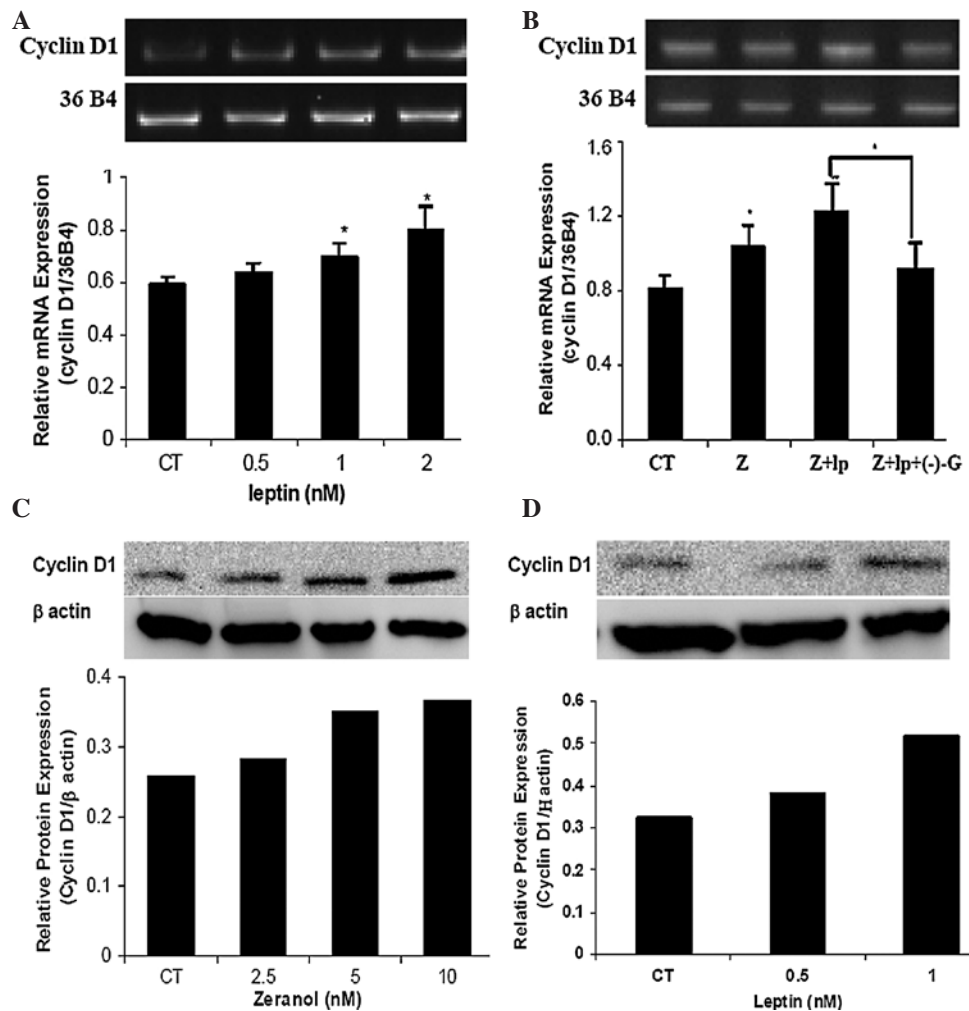 A
Cyclin D1
36 B4
Relative mRNA Expression
(cyclin D1/36B4)
1
0.8
0.6
0.4
0.2
0
*
*
CT
0.5
1
2
leptin (nM)
B
Cyclin D1
36 B4
Relative mRNA Expression
(cyclin D1/36B4)
1.6
1.2
0.8
0.4
0.0
*
**
*
CT
Z
Z+lp
Z+lp+(-)-G
C
Cyclin D1
β actin
Relative Protein Expression
(Cyclin D1/β actin)
0.4
0.3
0.2
0.1
0
CT
2.5
5
10
Zeranol (nM)
D
Cyclin D1
β actin
Relative Protein Expression
(Cyclin D1/H actin)
0.6
0.5
0.4
0.3
0.2
0.1
0
CT
0.5
1
Leptin (nM)